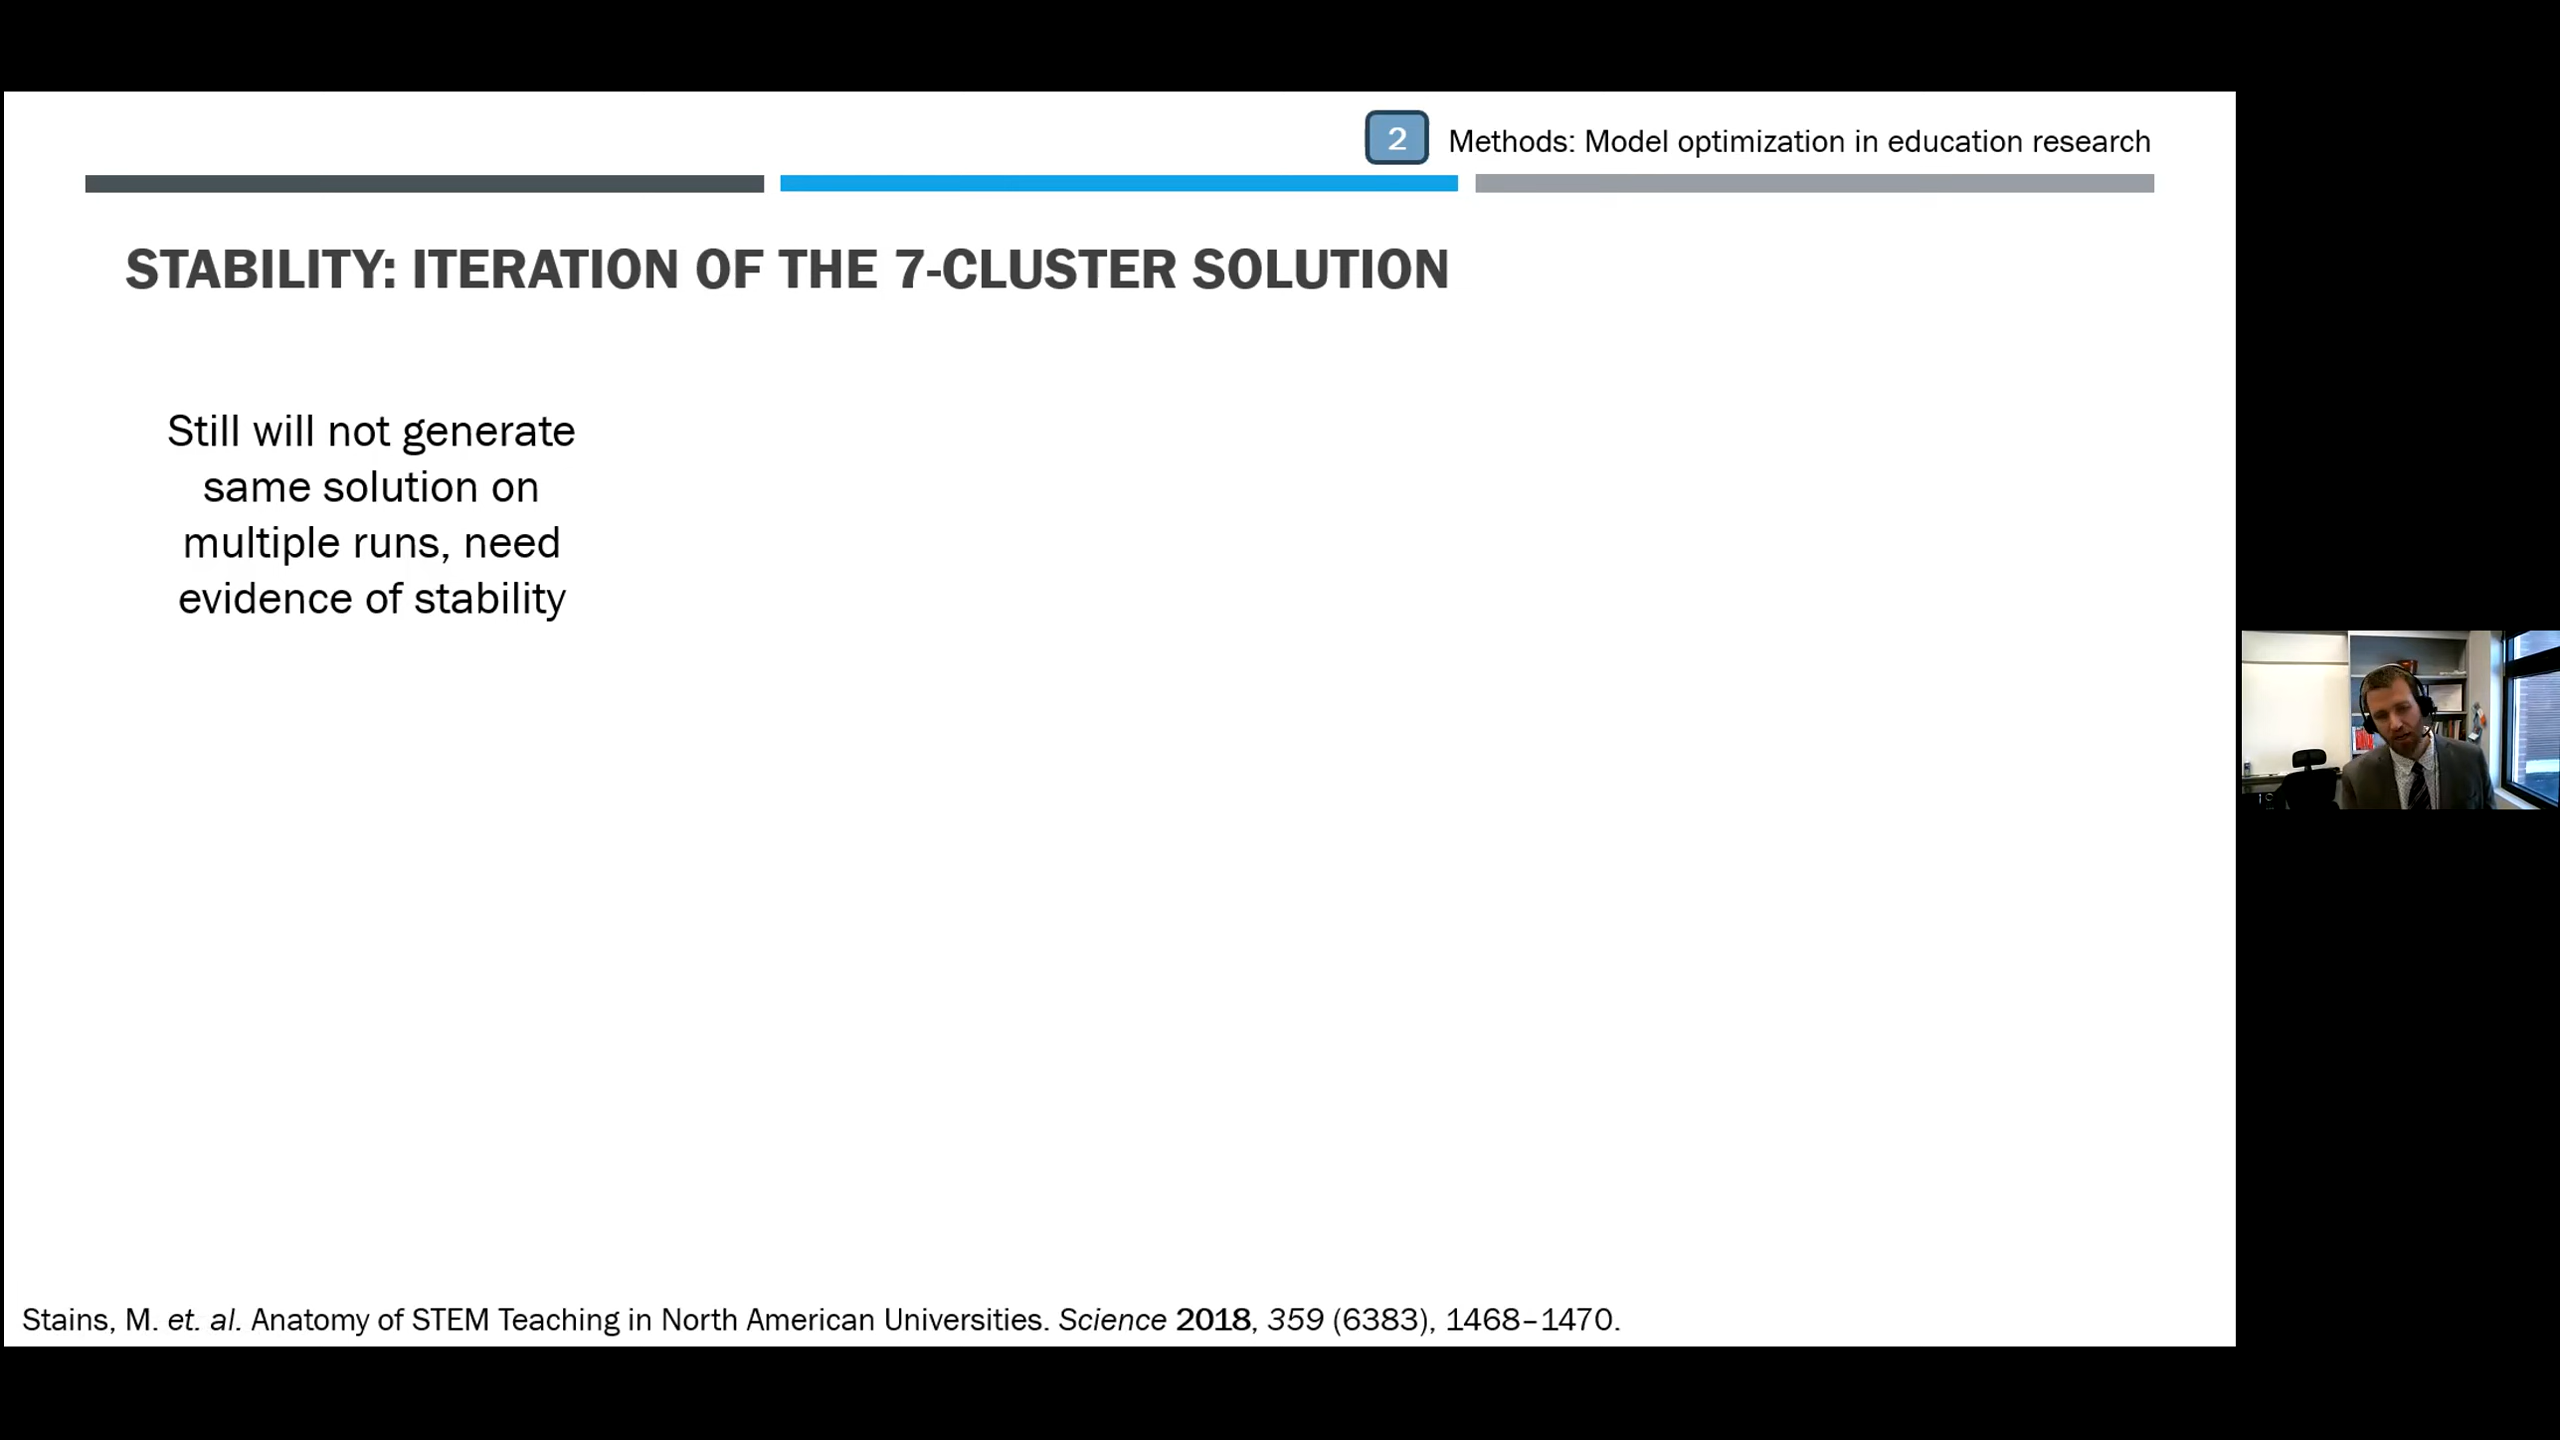 2
Methods: Model optimization in education research
STABILITY: ITERATION OF THE 7-CLUSTER SOLUTION
Still will not generate
same solution on
multiple runs, need
evidence of stability
Stains, M. et. al. Anatomy of STEM Teaching in North American Universities. Science 2018, 359 (6383), 1468–1470.